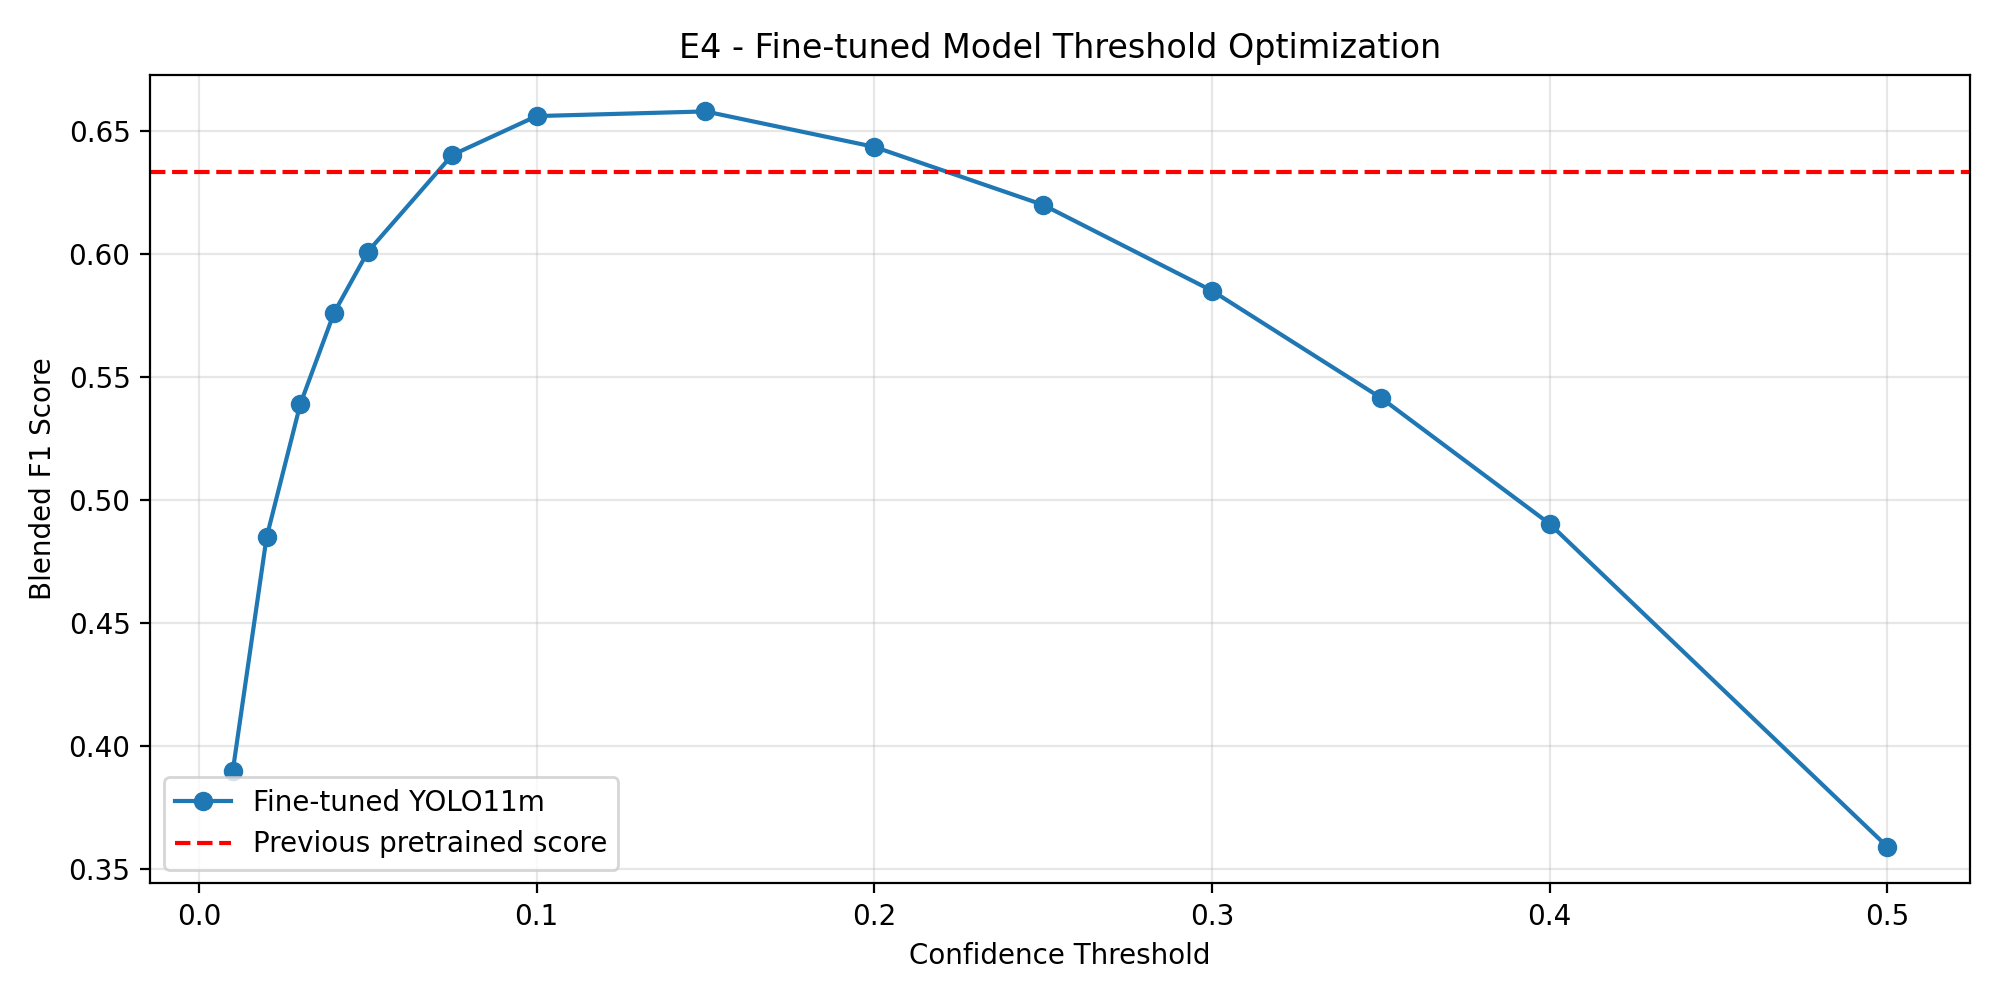 E4 - Fine-tuned Model Threshold Optimization
Blended F1 Score
0.65
0.60
0.55
0.50
0.45
0.40
0.35
Fine-tuned YOLO11m
Previous pretrained score
0.0 0.1 0.2 0.3 0.4 0.5
Confidence Threshold